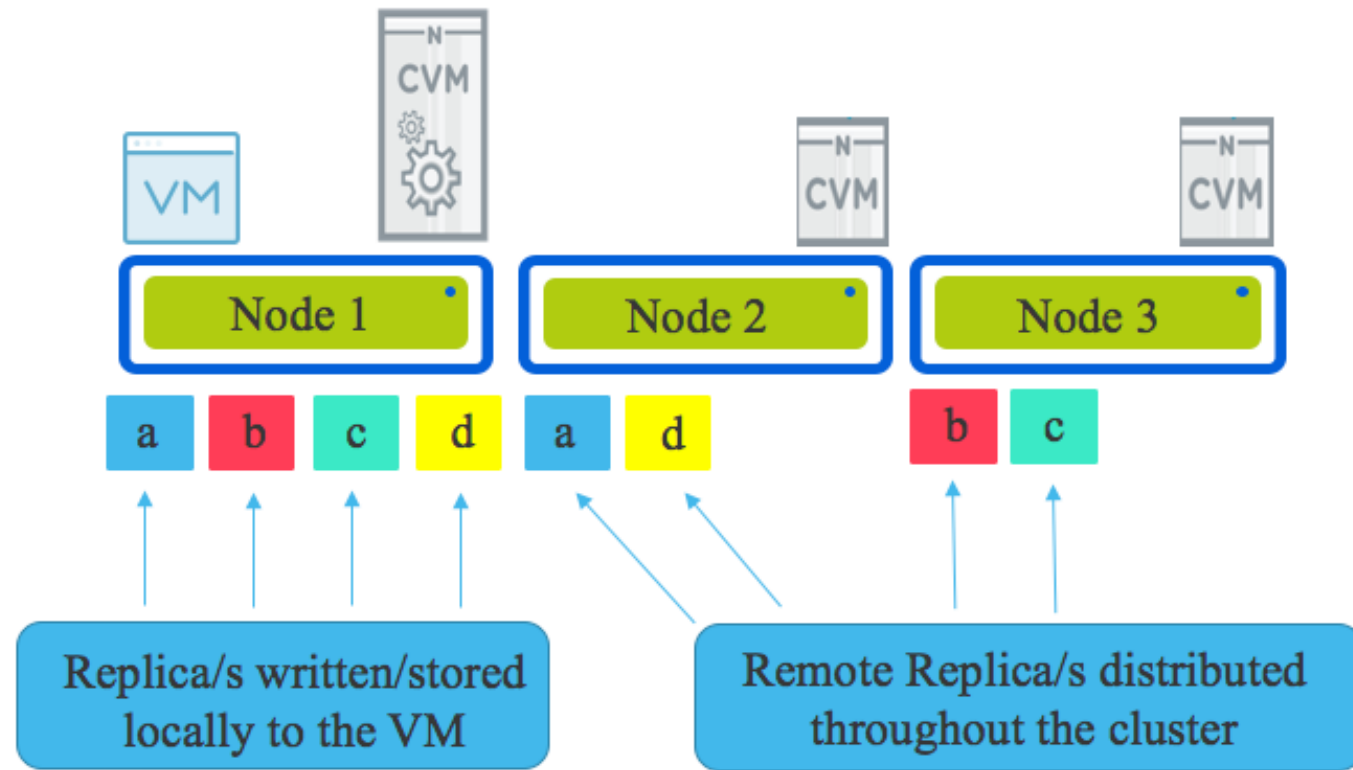 N
CVM
N
CVM
N
CVM
VM
Node 1
Node 2
Node 3
a b c d a d b c
Replica/s written/stored
locally to the VM
Remote Replica/s distributed
throughout the cluster